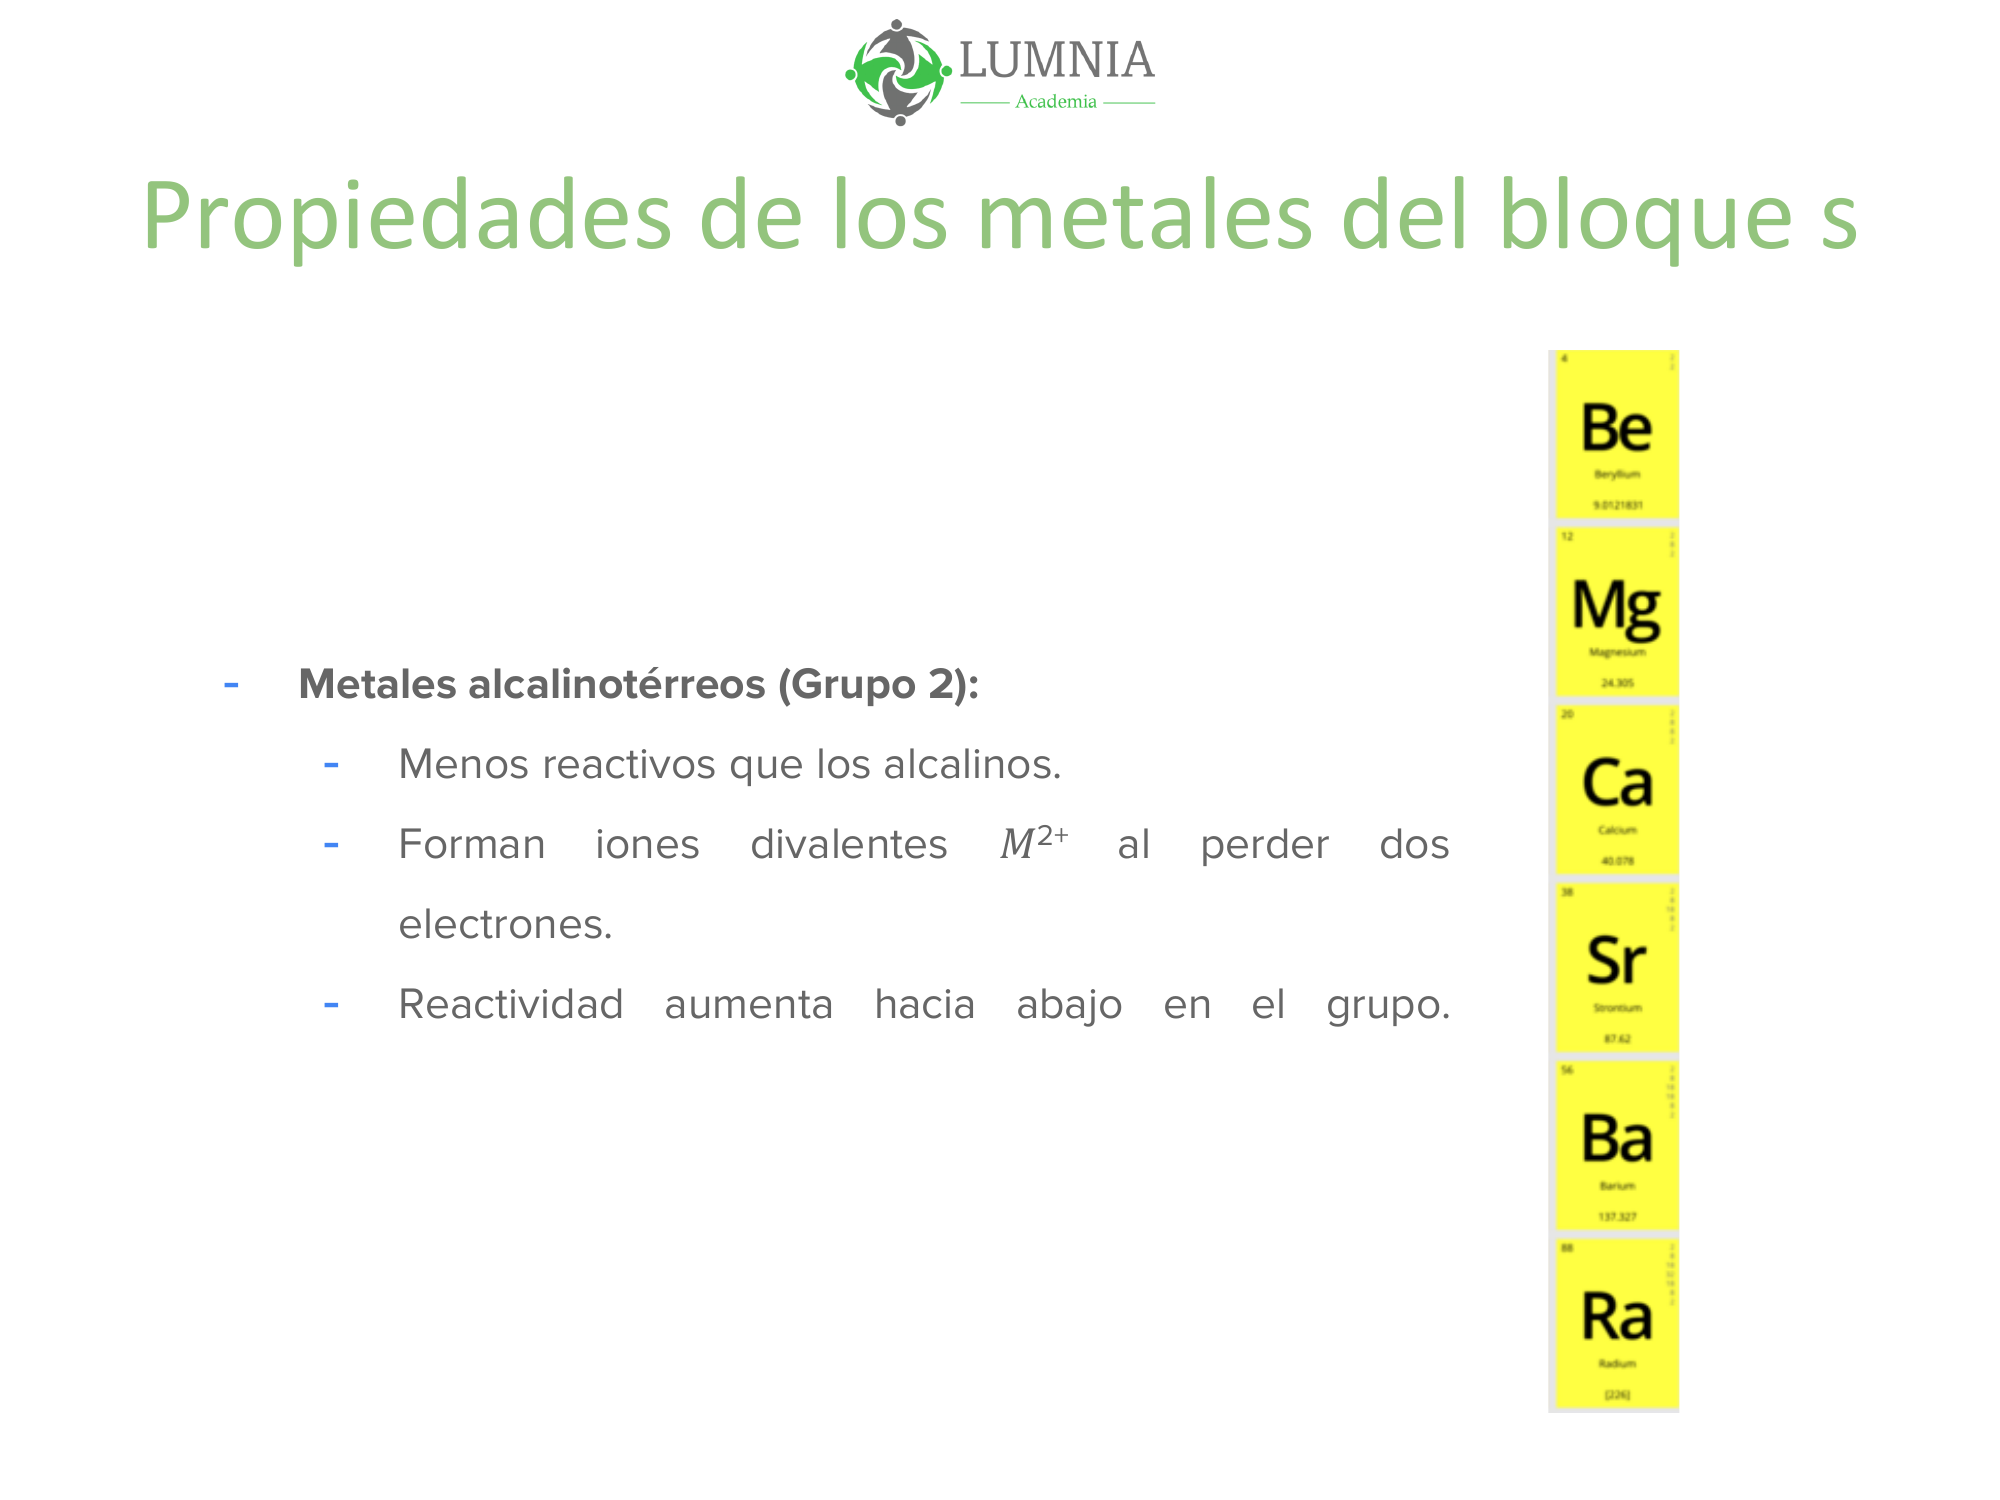 LUMNIA
Academia
Propiedades de los metales del bloque s
- Metales alcalinotérreos (Grupo 2):
- Menos reactivos que los alcalinos.
- Forman iones divalentes M²⁺ al perder dos
electrones.
- Reactividad aumenta hacia abajo en el grupo.
4
Be
Beryllium
9.0121831
12
Mg
Magnesium
24.305
20
Ca
Calcium
40.078
38
Sr
Strontium
87.62
56
Ba
Barium
137.327
88
Ra
Radium
[226]